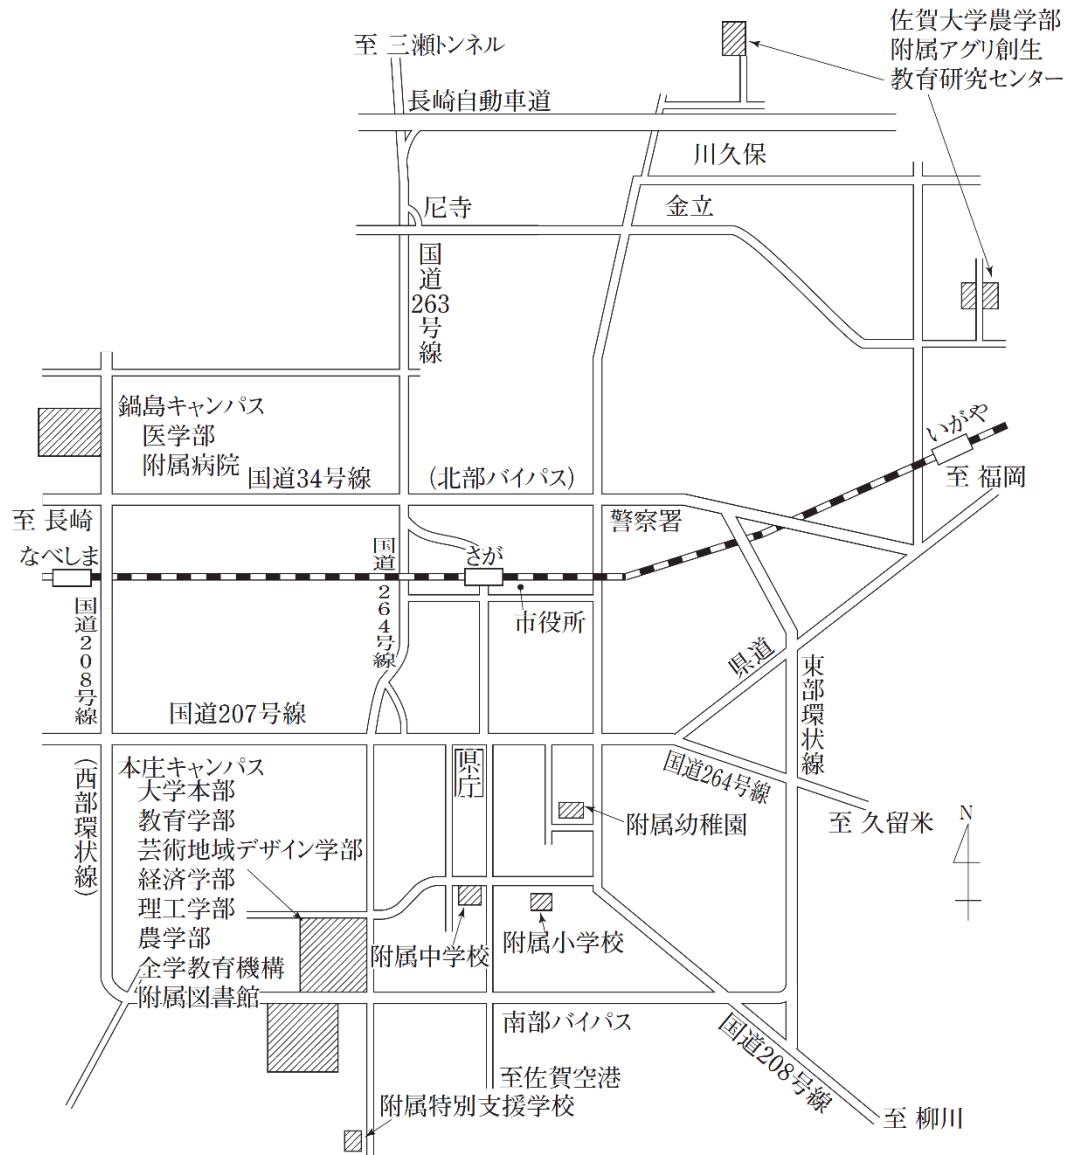 佐賀大学農学部
附属アグリ創生
教育研究センター
至 三瀬トンネル
長崎自動車道
川久保
尼寺
金立
国道263号線
鍋島キャンパス
医学部
附属病院
国道34号線
(北部バイパス)
いがや
至 福岡
至 長崎
なべしま
警察署
国道264号線
さが
市役所
国道208号線
県道
東部環状線
国道207号線
(西部環状線)
本庄キャンパス
大学本部
教育学部
芸術地域デザイン学部
経済学部
理工学部
農学部
全学教育機構
附属図書館
県庁
国道264号線
至 久留米
附属幼稚園
N
附属中学校
附属小学校
南部バイパス
国道208号線
至佐賀空港
附属特別支援学校
至 柳川